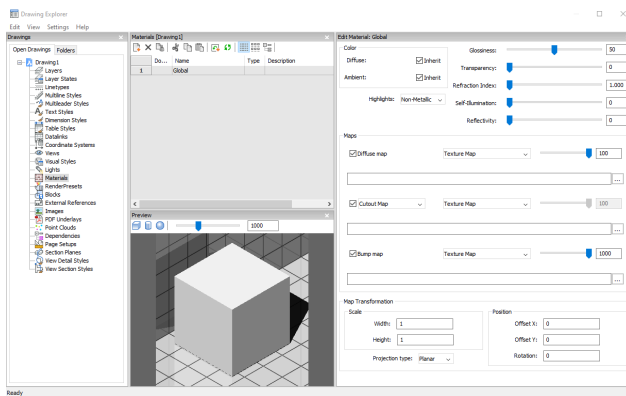 Drawing Explorer
Edit View Settings Help
Drawings
Open Drawings Folders
Drawing1
Layers
Layer States
Linetypes
Multiline Styles
Multileader Styles
Text Styles
Dimension Styles
Table Styles
Datalinks
Coordinate Systems
Views
Visual Styles
Lights
Materials
RenderPresets
Blocks
External References
Images
PDF Underlays
Point Clouds
Dependencies
Page Setups
Section Planes
View Detail Styles
View Section Styles
Materials [Drawing1]
Do... Name Type Description
1 Global
Preview
1000
Edit Material: Global
Color
Diffuse: Inherit
Ambient: Inherit
Highlights: Non-Metallic
Glossiness: 50
Transparency: 0
Refraction Index: 1.000
Self-Illumination: 0
Reflectivity: 0
Maps
Diffuse map Texture Map 100
...
Cutout Map Texture Map 100
...
Bump map Texture Map 1000
...
Map Transformation
Scale
Width: 1
Height: 1
Projection type: Planar
Position
Offset X: 0
Offset Y: 0
Rotation: 0
Ready